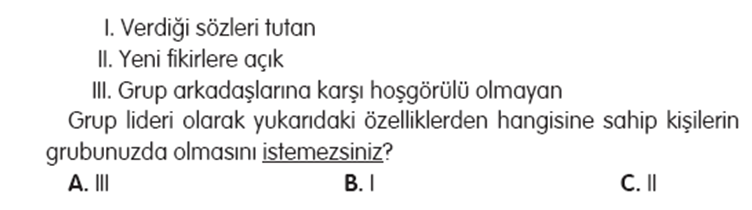 I. Verdiği sözleri tutan
II. Yeni fikirlere açık
III. Grup arkadaşlarına karşı hoşgörülü olmayan
Grup lideri olarak yukarıdaki özelliklerden hangisine sahip kişilerin
grubunuzda olmasını istemezsiniz?
A. III B. I C. II